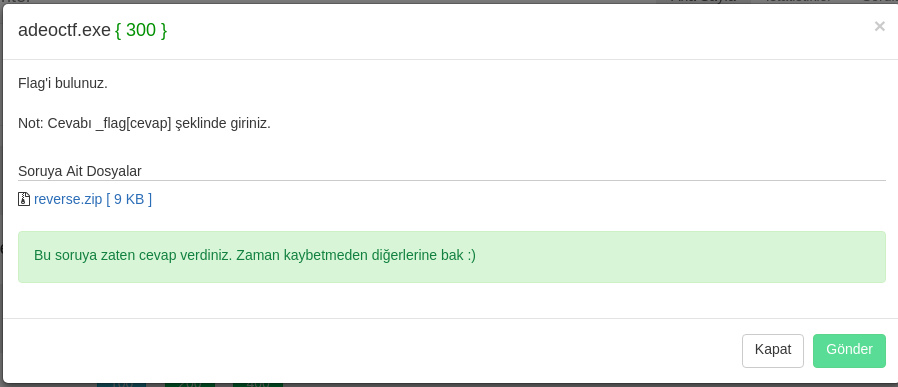 adeoctf.exe { 300 }
×
Flag'i bulunuz.
Not: Cevabı _flag[cevap] şeklinde giriniz.
Soruya Ait Dosyalar
reverse.zip [ 9 KB ]
Bu soruya zaten cevap verdiniz. Zaman kaybetmeden diğerlerine bak :)
Kapat
Gönder